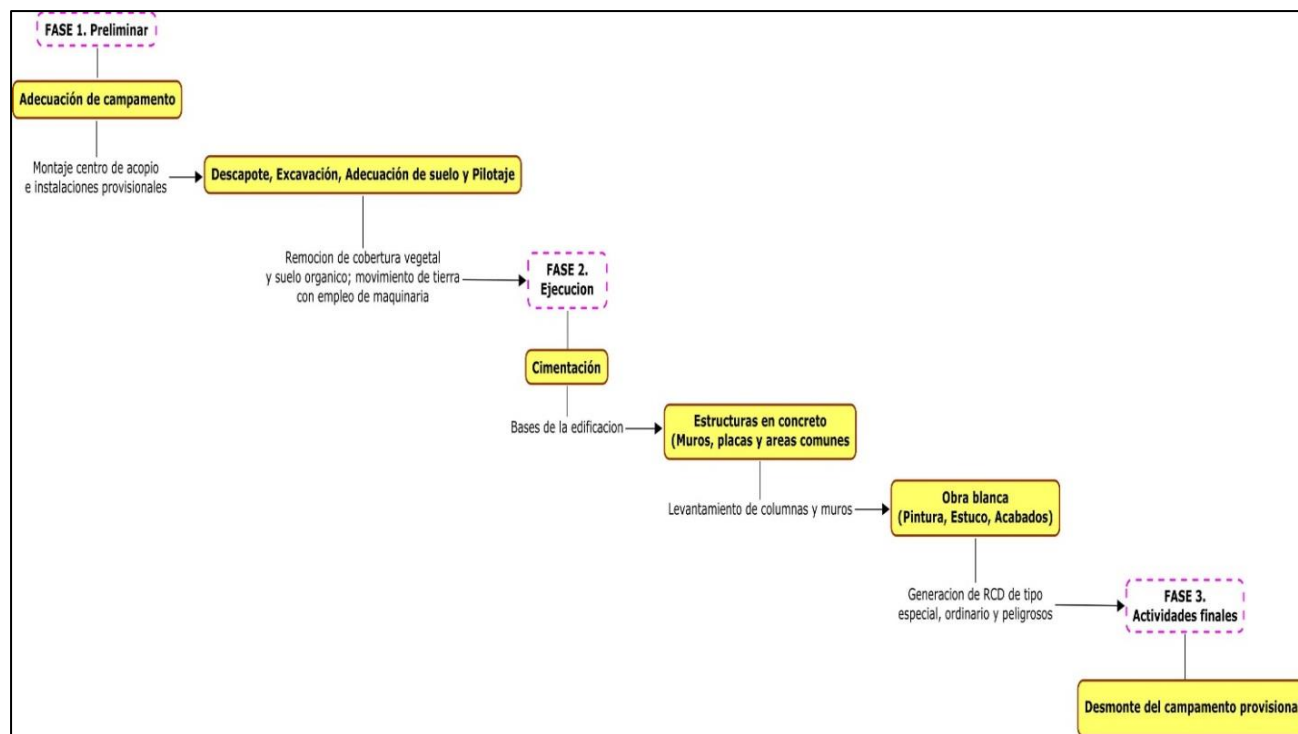 FASE 1. Preliminar
Adecuación de campamento
Montaje centro de acopio
e instalaciones provisionales
Descapote, Excavación, Adecuación de suelo y Pilotaje
Remocion de cobertura vegetal
y suelo organico; movimiento de tierra
con empleo de maquinaria
FASE 2.
Ejecucion
Cimentación
Bases de la edificacion
Estructuras en concreto
(Muros, placas y areas comunes
Levantamiento de columnas y muros
Obra blanca
(Pintura, Estuco, Acabados)
Generacion de RCD de tipo
especial, ordinario y peligrosos
FASE 3.
Actividades finales
Desmonte del campamento provisiona